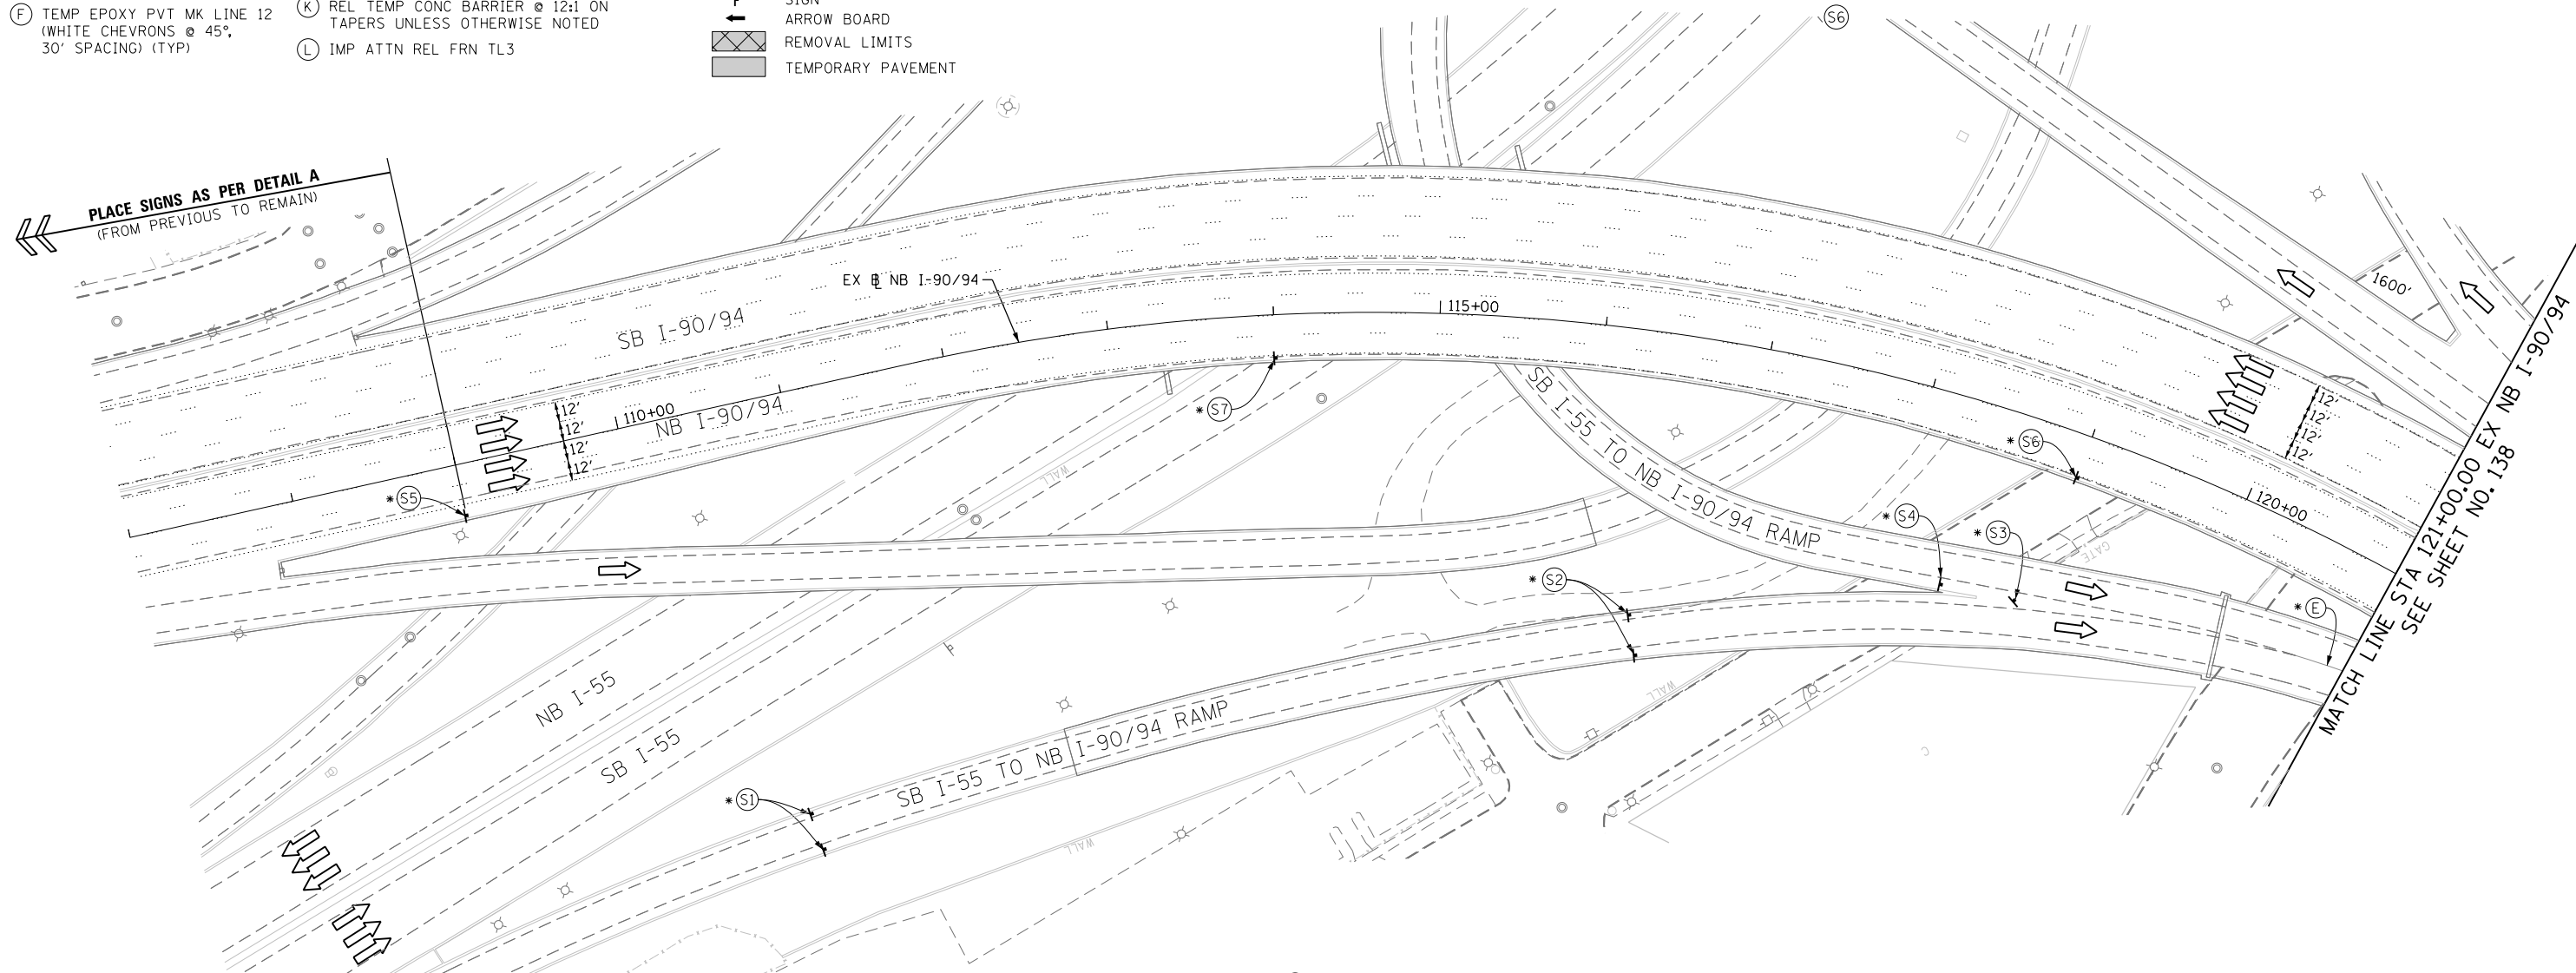 (F) TEMP EPOXY PVT MK LINE 12
(WHITE CHEVRONS @ 45°,
30' SPACING) (TYP)
(K) REL TEMP CONC BARRIER @ 12:1 ON
TAPERS UNLESS OTHERWISE NOTED
(L) IMP ATTN REL FRN TL3
SIGN
ARROW BOARD
REMOVAL LIMITS
TEMPORARY PAVEMENT
S6
PLACE SIGNS AS PER DETAIL A
(FROM PREVIOUS TO REMAIN)
EX B NB I-90/94
SB I-90/94
115+00
1600'
12'
12'
12'
12'
110+00
NB I-90/94
* S7
SB I-55 TO NB I-90/94 RAMP
12'
12'
12'
12'
* S6
* S5
WALL
* S4
* S3
120+00
GATE
* S2
* E
MATCH LINE STA 121+00.00 EX NB I-90/94
SEE SHEET NO. 138
NB I-55
SB I-55
WALL
SB I-55 TO NB I-90/94 RAMP
* S1
WALL
C